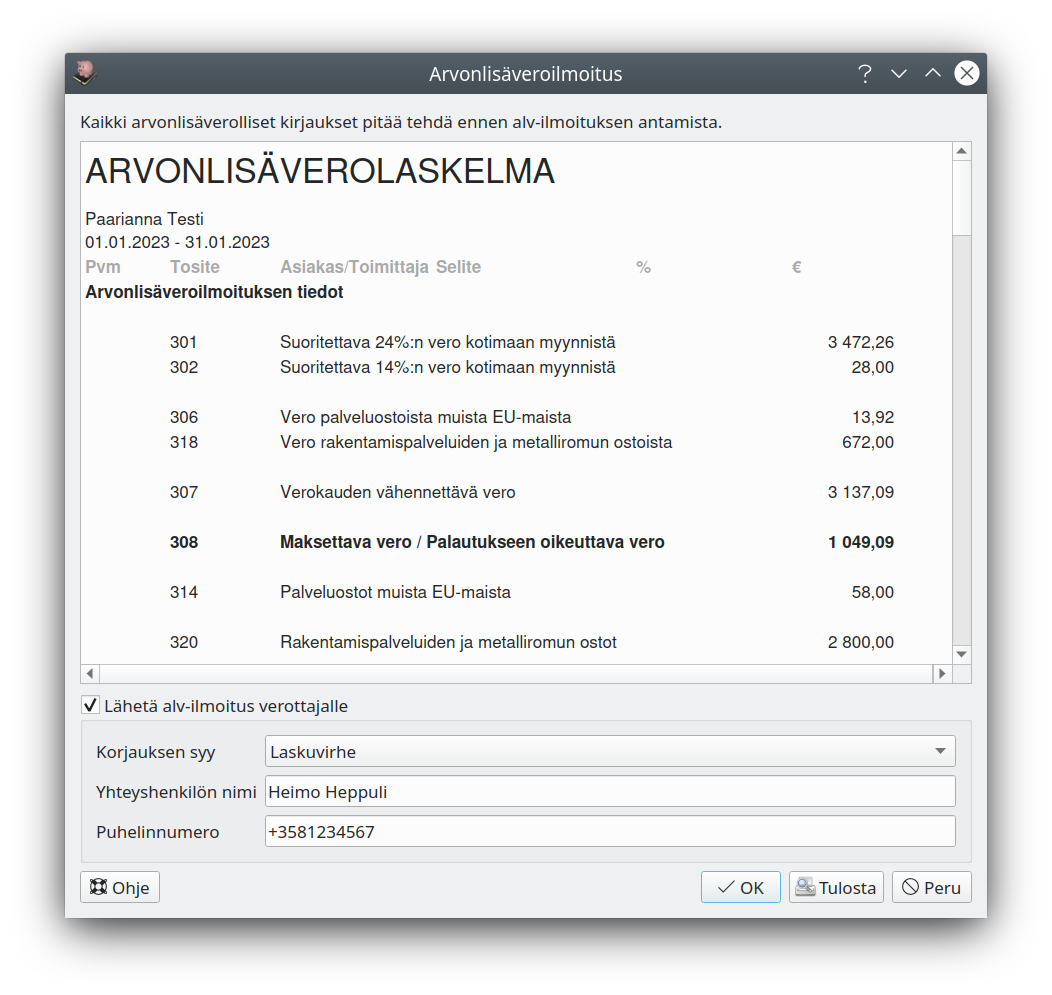 Arvonlisäveroilmoitus
Kaikki arvonlisäverolliset kirjaukset pitää tehdä ennen alv-ilmoituksen antamista.
ARVONLISÄVEROLASKELMA
Paarianna Testi
01.01.2023 - 31.01.2023
Pvm Tosite Asiakas/Toimittaja Selite % €
Arvonlisäveroilmoituksen tiedot
301 Suoritettava 24%:n vero kotimaan myynnistä 3 472,26
302 Suoritettava 14%:n vero kotimaan myynnistä 28,00
306 Vero palveluostoista muista EU-maista 13,92
318 Vero rakentamispalveluiden ja metalliromun ostoista 672,00
307 Verokauden vähennettävä vero 3 137,09
308 Maksettava vero / Palautukseen oikeuttava vero 1 049,09
314 Palveluostot muista EU-maista 58,00
320 Rakentamispalveluiden ja metalliromun ostot 2 800,00
Lähetä alv-ilmoitus verottajalle
Korjauksen syy Laskuvirhe
Yhteyshenkilön nimi Heimo Heppuli
Puhelinnumero +3581234567
Ohje OK Tulosta Peru